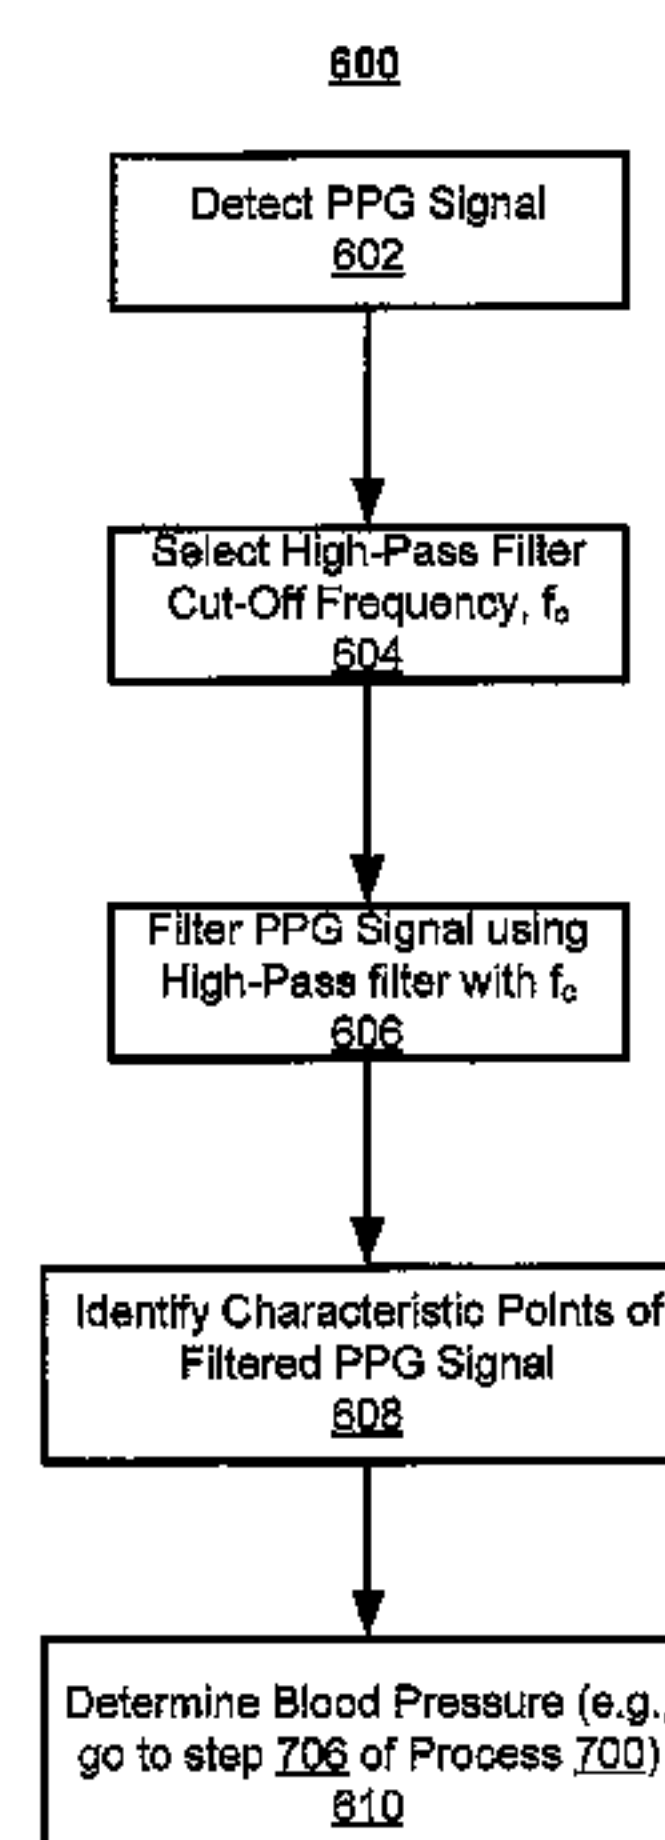 600
Detect PPG Signal
602
Select High-Pass Filter
Cut-Off Frequency, fc
604
Filter PPG Signal using
High-Pass filter with fc
606
Identify Characteristic Points of
Filtered PPG Signal
608
Determine Blood Pressure (e.g.,
go to step 706 of Process 700)
610